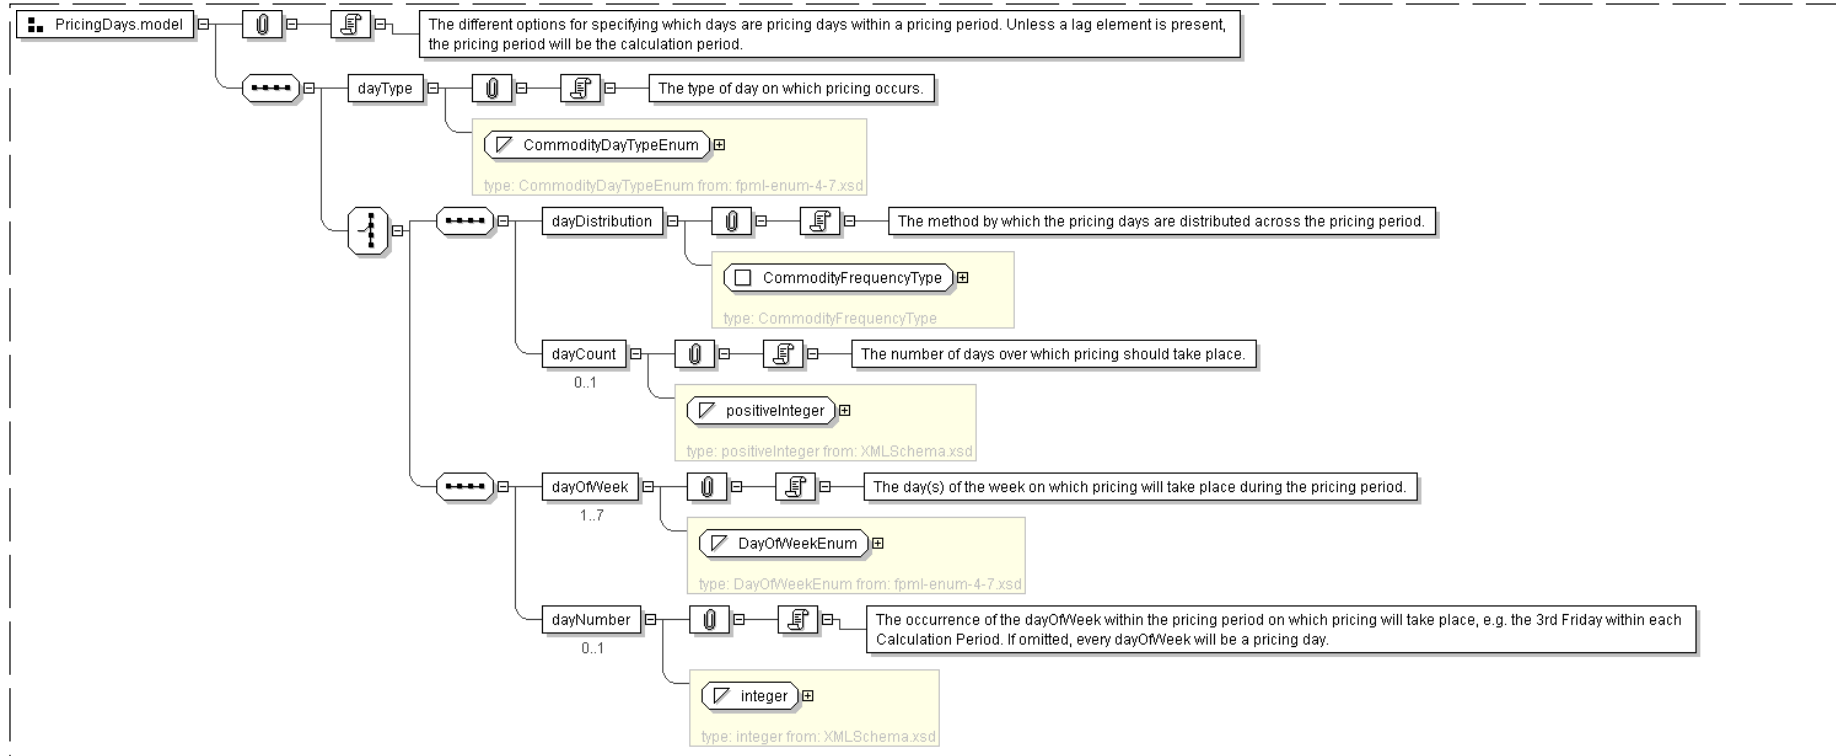 PricingDays.model
The different options for specifying which days are pricing days within a pricing period. Unless a lag element is present,
the pricing period will be the calculation period.
dayType
The type of day on which pricing occurs.
CommodityDayTypeEnum
type: CommodityDayTypeEnum from: fpml-enum-4-7.xsd
dayDistribution
The method by which the pricing days are distributed across the pricing period.
CommodityFrequencyType
type: CommodityFrequencyType
dayCount
The number of days over which pricing should take place.
0..1
positiveInteger
type: positiveInteger from: XMLSchema.xsd
dayOfWeek
The day(s) of the week on which pricing will take place during the pricing period.
1..7
DayOfWeekEnum
type: DayOfWeekEnum from: fpml-enum-4-7.xsd
dayNumber
The occurrence of the dayOfWeek within the pricing period on which pricing will take place, e.g. the 3rd Friday within each
Calculation Period. If omitted, every dayOfWeek will be a pricing day.
0..1
integer
type: integer from: XMLSchema.xsd